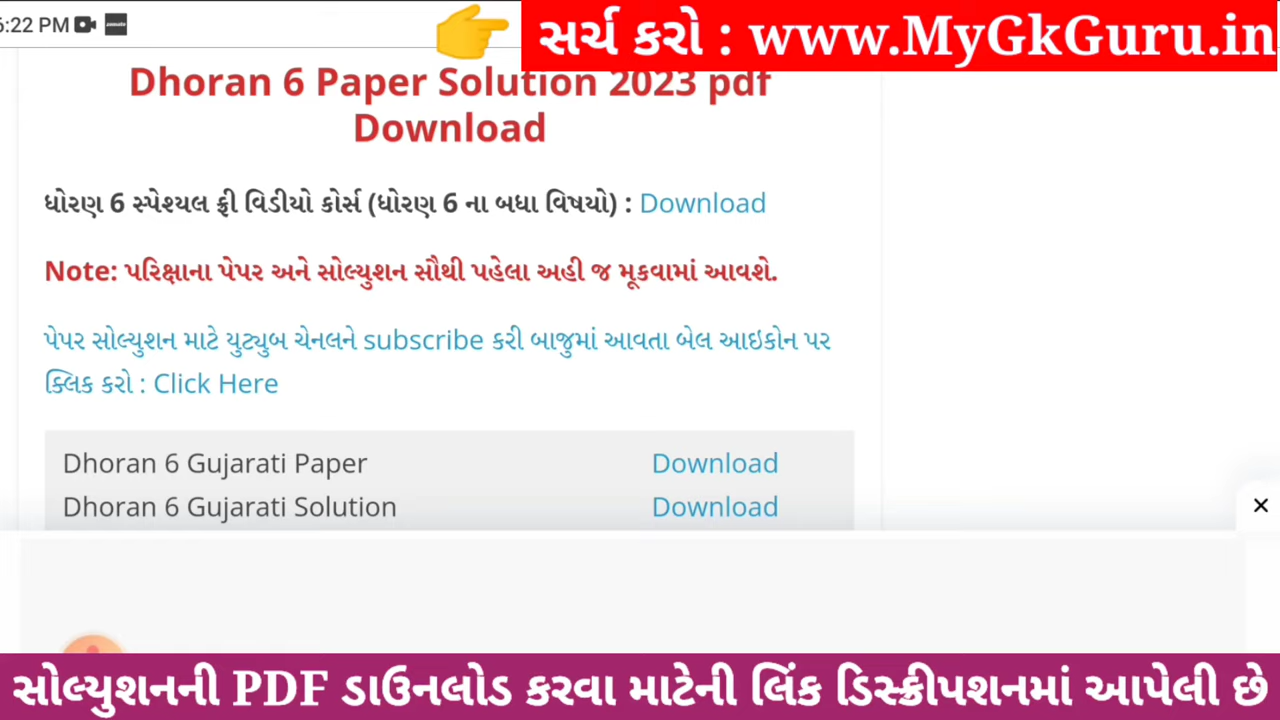 6:22 PM
સર્ચ કરો : www.MyGkGuru.in
Dhoran 6 Paper Solution 2023 pdf
Download
ધોરણ 6 સ્પેશ્યલ ફ્રી વિડીયો કોર્સ (ધોરણ 6 ના બધા વિષયો) : Download
Note: પરિક્ષાના પેપર અને સોલ્યુશન સૌથી પહેલા અહી જ મૂકવામાં આવશે.
પેપર સોલ્યુશન માટે યુટ્યુબ ચેનલને subscribe કરી બાજુમાં આવતા બેલ આઇકોન પર
ક્લિક કરો : Click Here
Dhoran 6 Gujarati Paper Download
Dhoran 6 Gujarati Solution Download
સોલ્યુશનની PDF ડાઉનલોડ કરવા માટેની લિંક ડિસ્ક્રીપશનમાં આપેલી છે